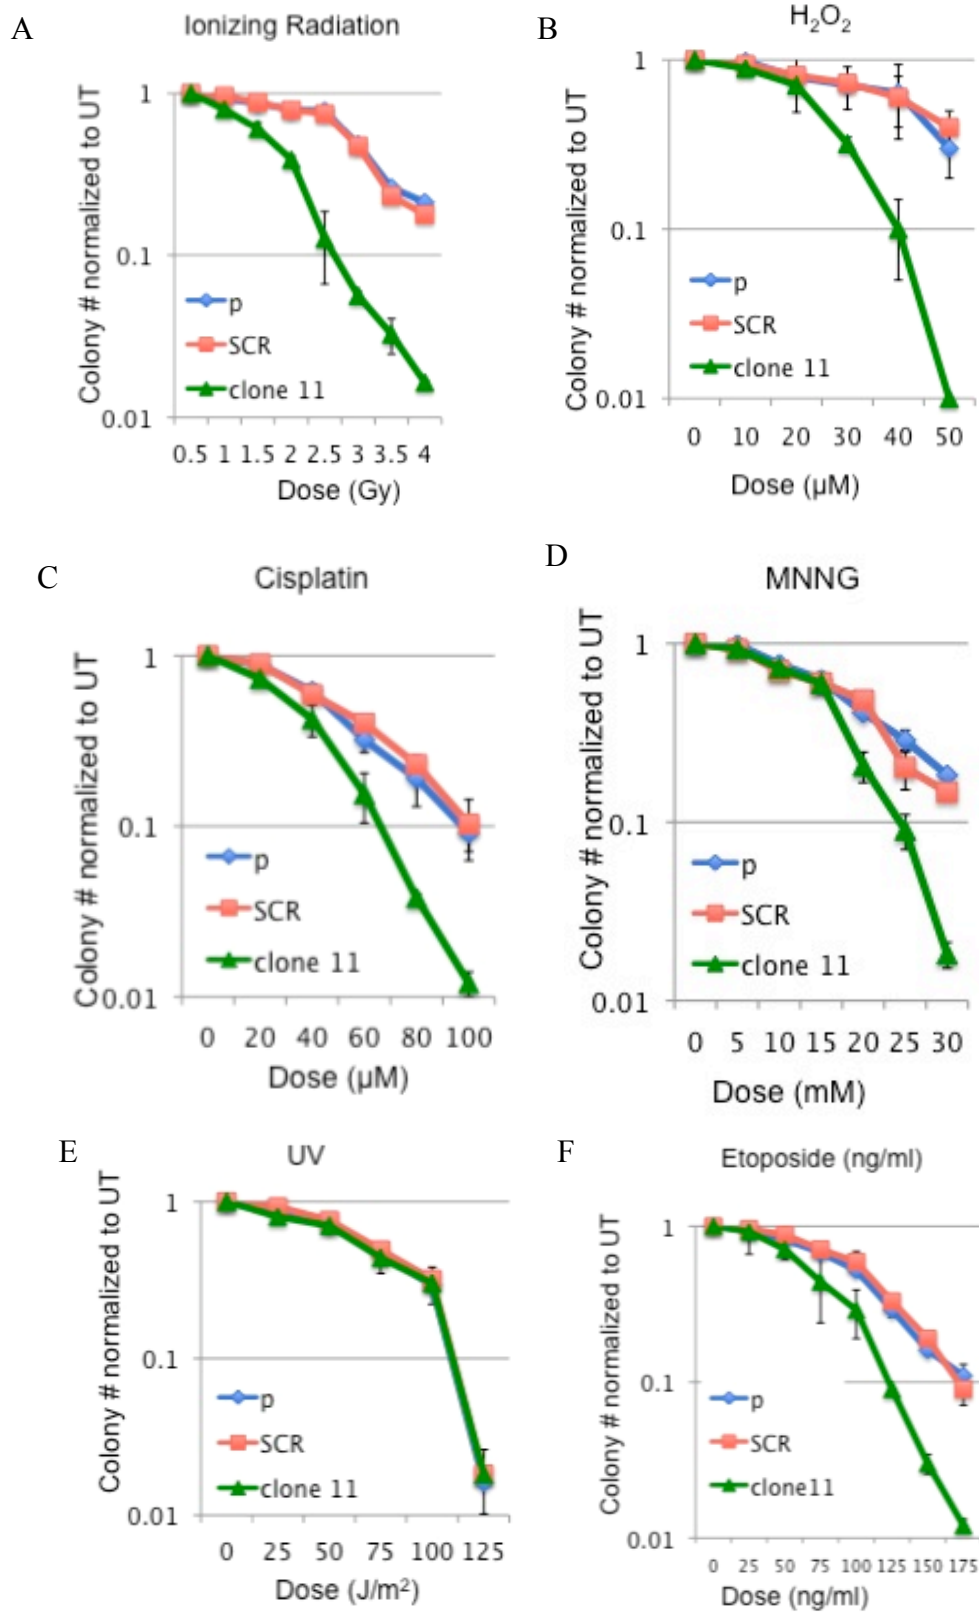 A
Ionizing Radiation
Colony # normalized to UT
1
0.1
0.01
p
SCR
clone 11
0.5 1 1.5 2 2.5 3 3.5 4
Dose (Gy)
B
H₂O₂
Colony # normalized to UT
1
0.1
0.01
p
SCR
clone 11
0 10 20 30 40 50
Dose (µM)
C
Cisplatin
Colony # normalized to UT
1
0.1
0.01
p
SCR
clone 11
0 20 40 60 80 100
Dose (µM)
D
MNNG
Colony # normalized to UT
1
0.1
0.01
p
SCR
clone 11
0 5 10 15 20 25 30
Dose (mM)
E
UV
Colony # normalized to UT
1
0.1
0.01
p
SCR
clone 11
0 25 50 75 100 125
Dose (J/m²)
F
Etoposide (ng/ml)
Colony # normalized to UT
1
0.1
0.01
p
SCR
clone11
0 25 50 75 100 125 150 175
Dose (ng/ml)